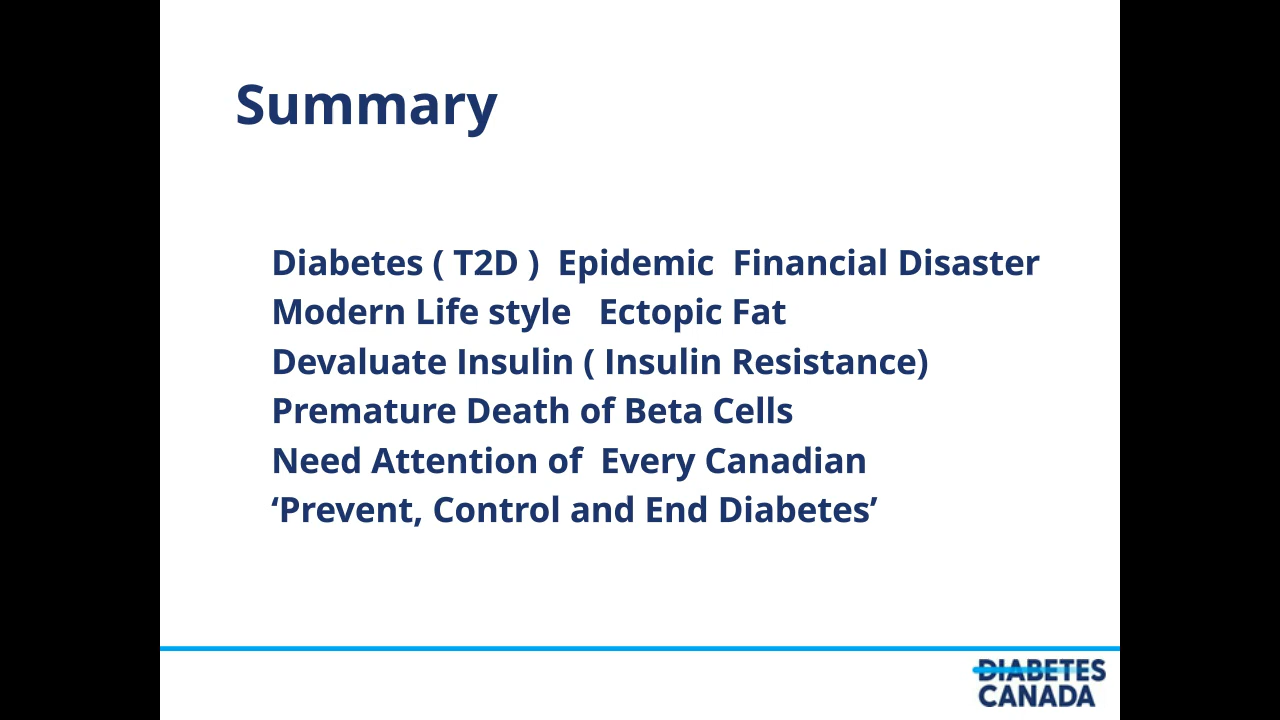 Summary
Diabetes ( T2D )  Epidemic  Financial Disaster
Modern Life style   Ectopic Fat
Devaluate Insulin ( Insulin Resistance)
Premature Death of Beta Cells
Need Attention of  Every Canadian
‘Prevent, Control and End Diabetes’
DIABETES
CANADA